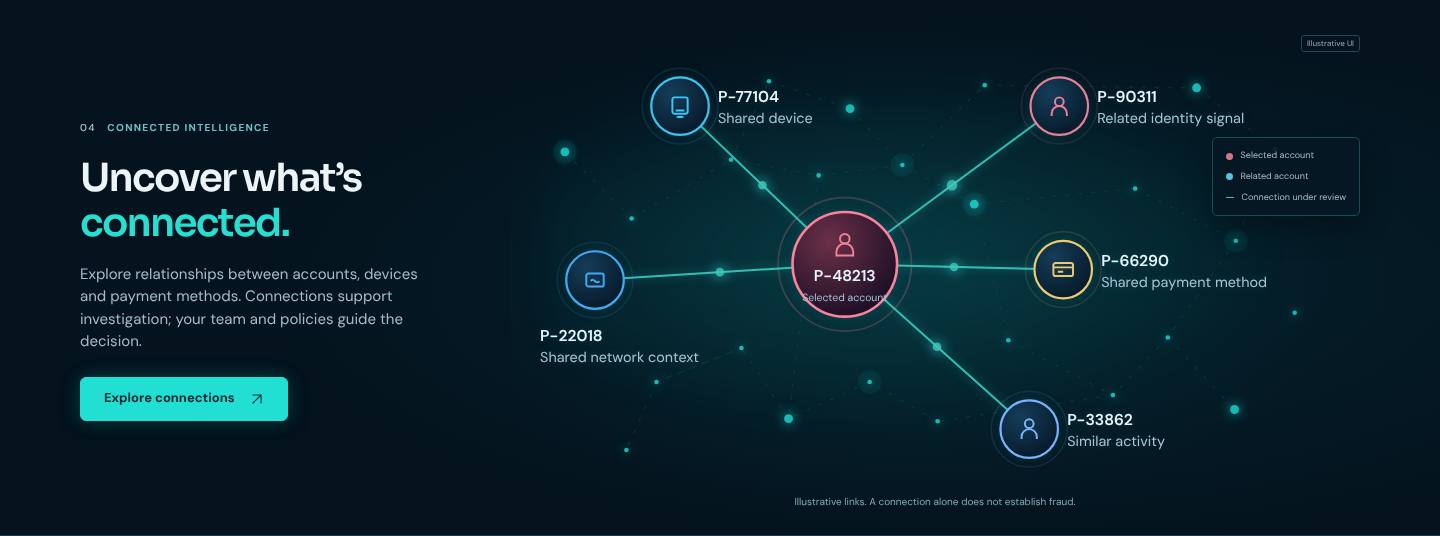 04 CONNECTED INTELLIGENCE
Uncover what's
connected.
Explore relationships between accounts, devices
and payment methods. Connections support
investigation; your team and policies guide the
decision.
Explore connections
Illustrative UI
P-77104
Shared device
P-90311
Related identity signal
Selected account
Related account
Connection under review
P-48213
Selected account
P-66290
Shared payment method
P-22018
Shared network context
P-33862
Similar activity
Illustrative links. A connection alone does not establish fraud.